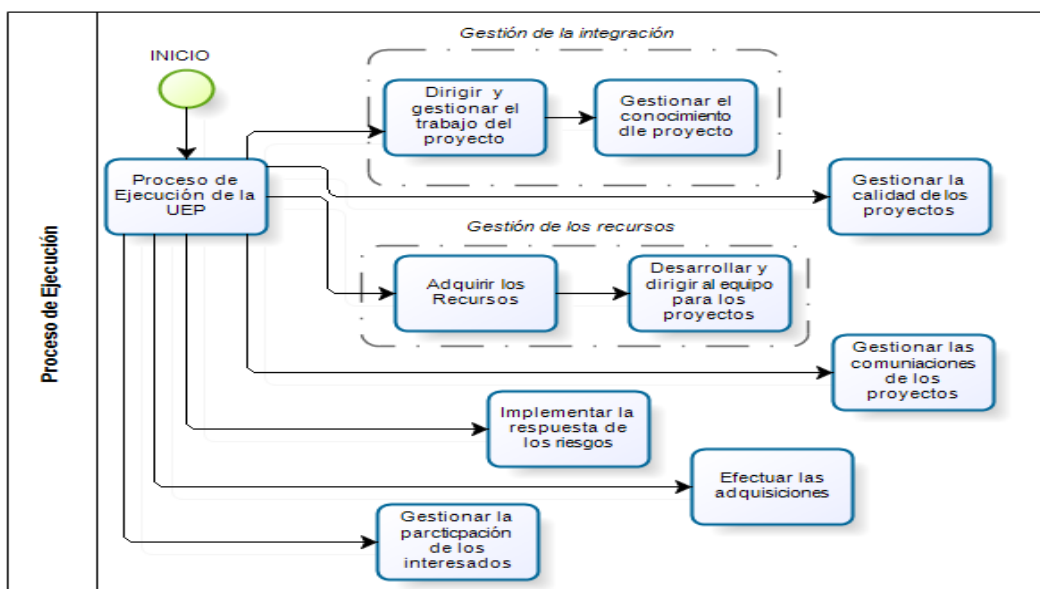 Proceso de Ejecución
INICIO
Proceso de
Ejecución de la
UEP
Gestión de la integración
Dirigir y
gestionar el
trabajo del
proyecto
Gestionar el
conocimiento
dle proyecto
Gestionar la
calidad de los
proyectos
Gestión de los recursos
Adquirir los
Recursos
Desarrollar y
dirigir al equipo
para los
proyectos
Gestionar las
comuniaciones
de los
proyectos
Implementar la
respuesta de
los riesgos
Efectuar las
adquisiciones
Gestionar la
parcticpación
de los
interesados